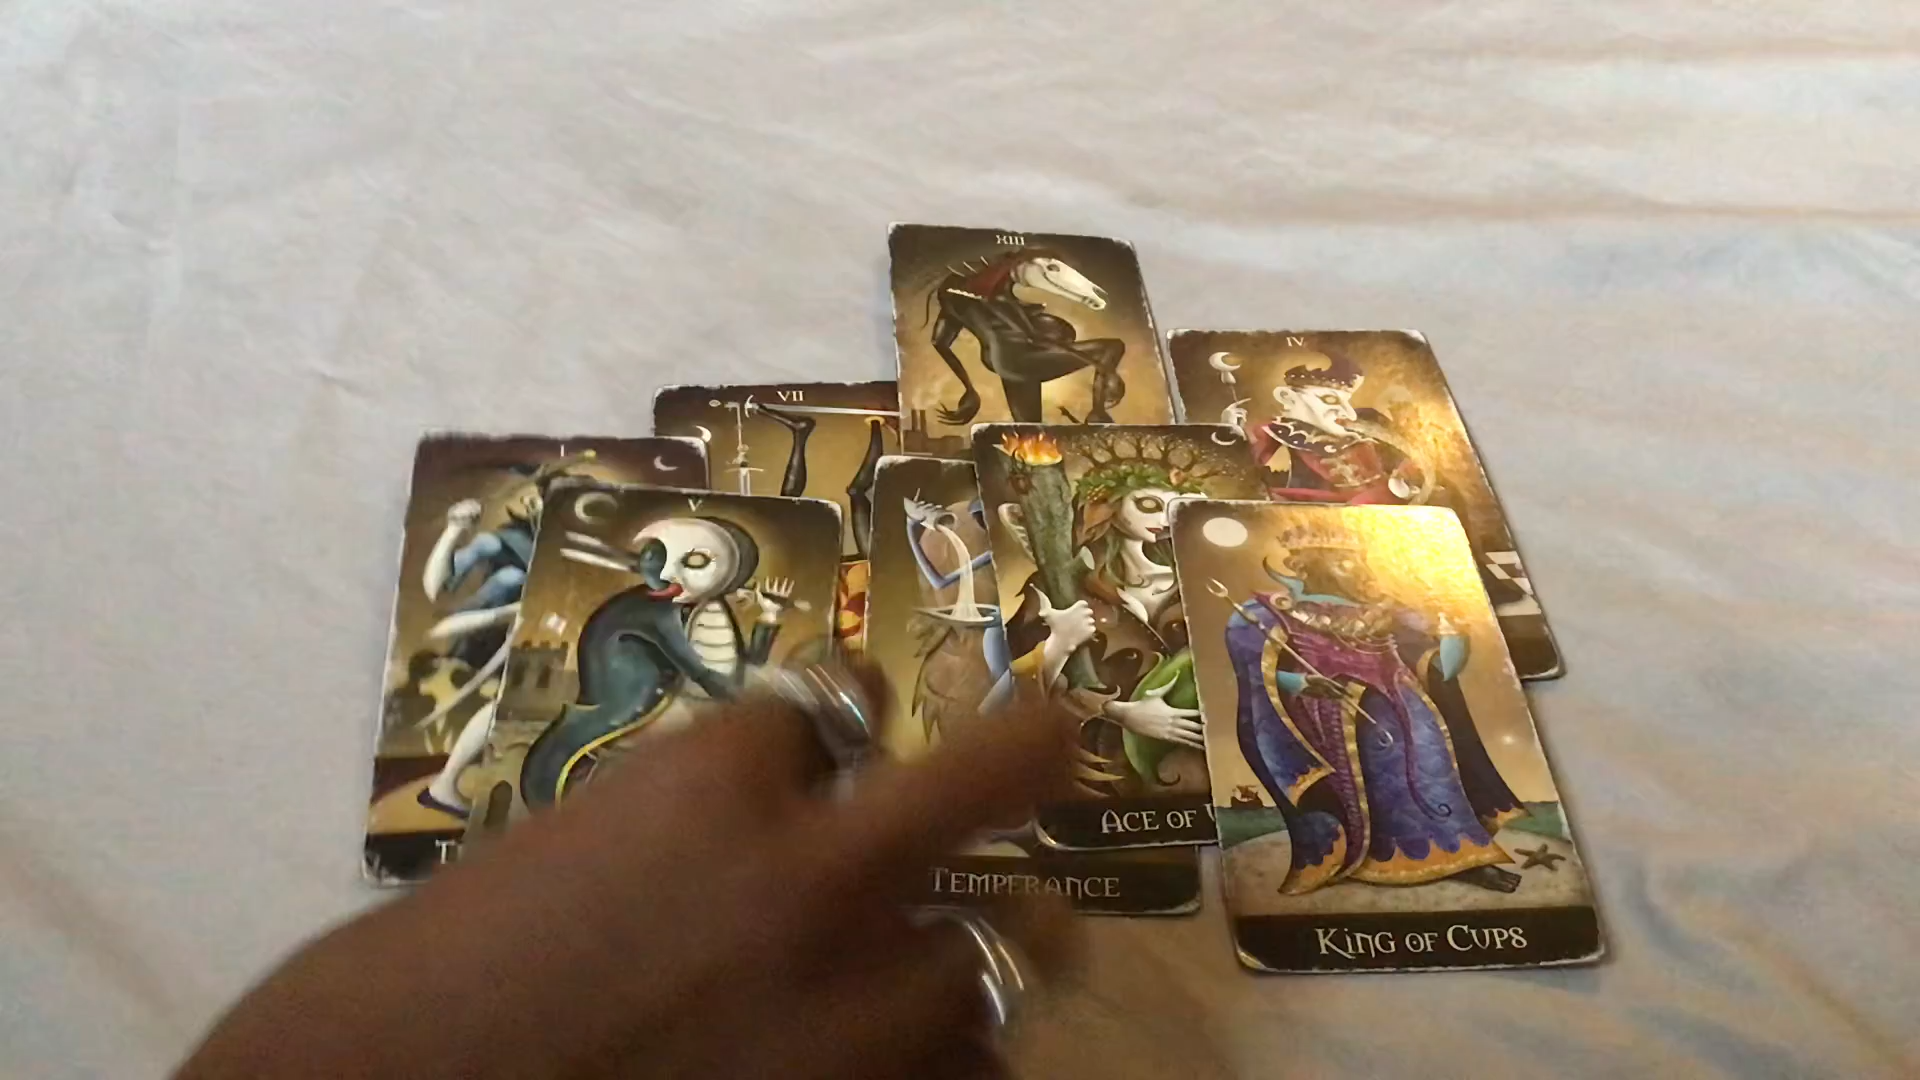 XIII
IV
VII
I
V
ACE OF
TEMPERANCE
KING OF CUPS